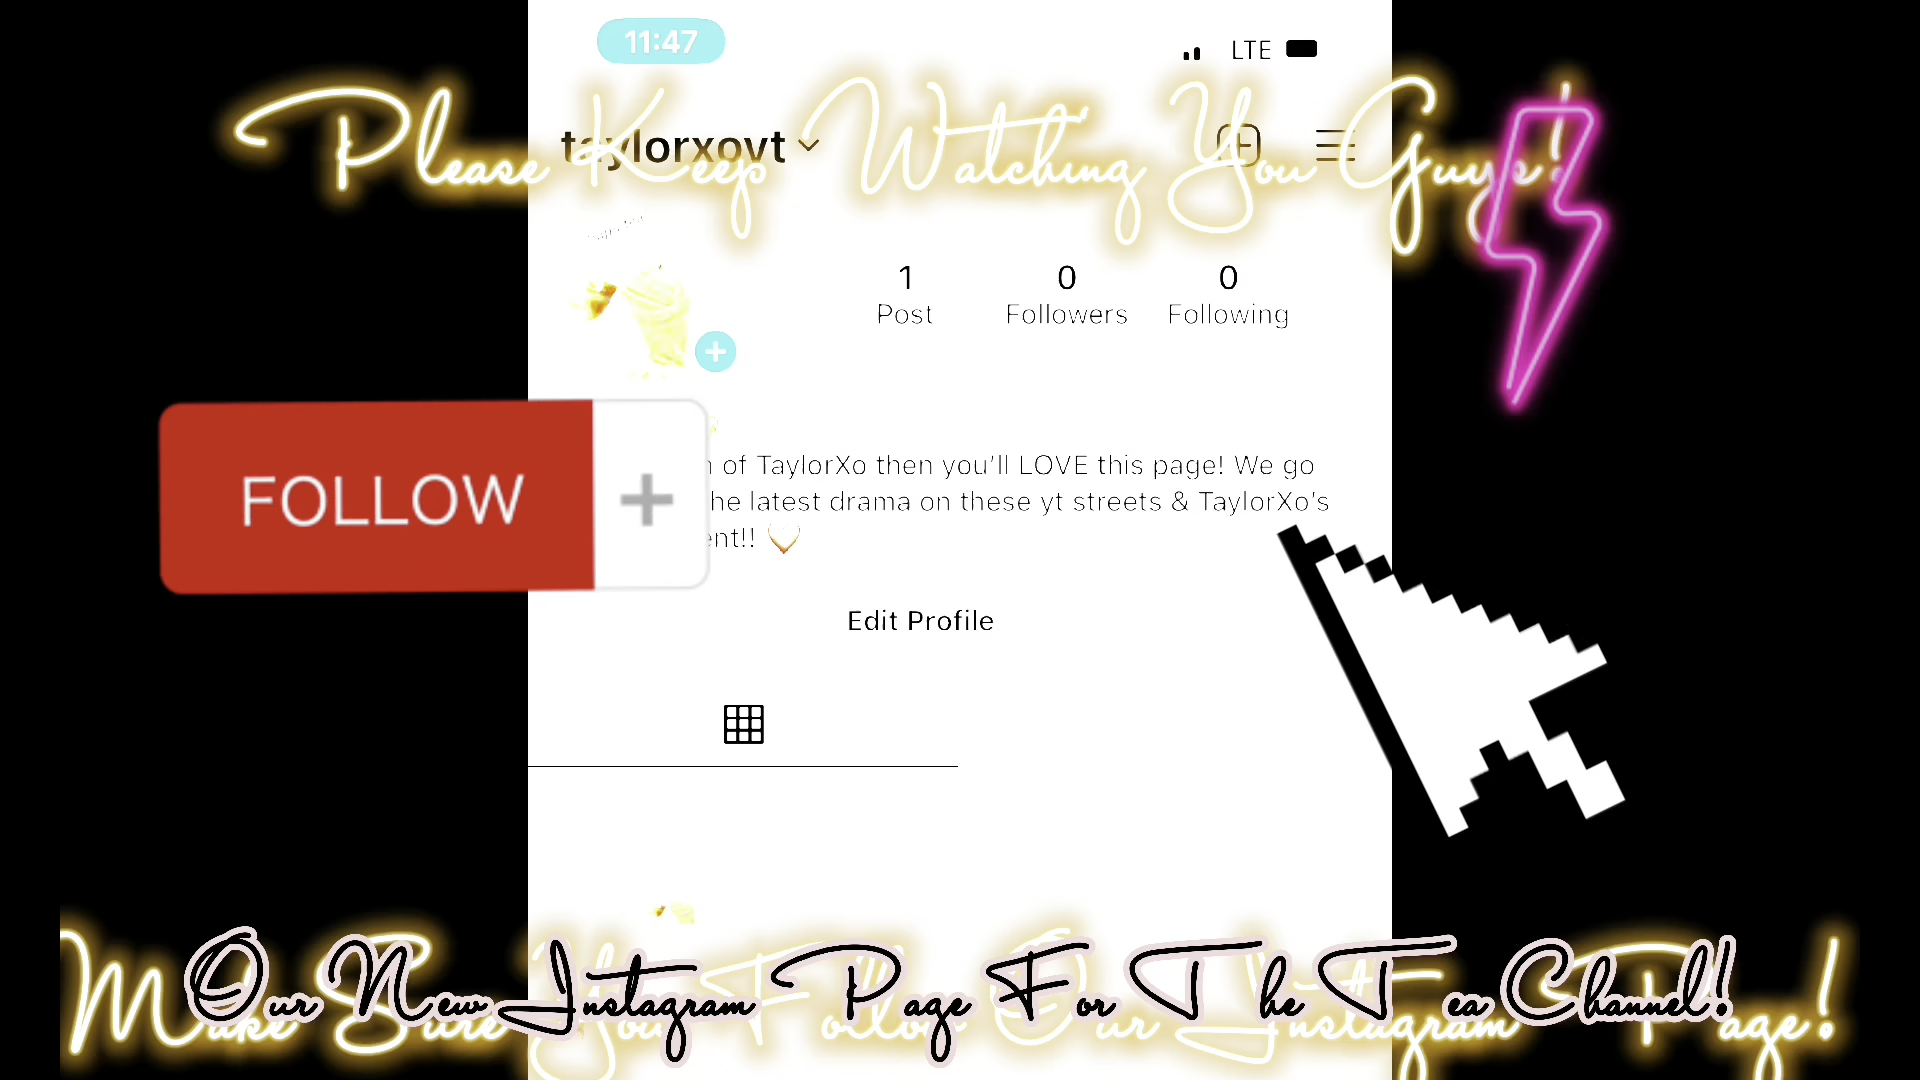 11:47 LTE
Please Keep Watching You Guys!
taylorxoyt
1 0 0
Post Followers Following
of TaylorXo then you'll LOVE this page! We go
FOLLOW +
he latest drama on these yt streets & TaylorXo's
ent!!
Edit Profile
Our New Instagram Page For The Tea Channel!
Make Sure You Follow Our Instagram Page!